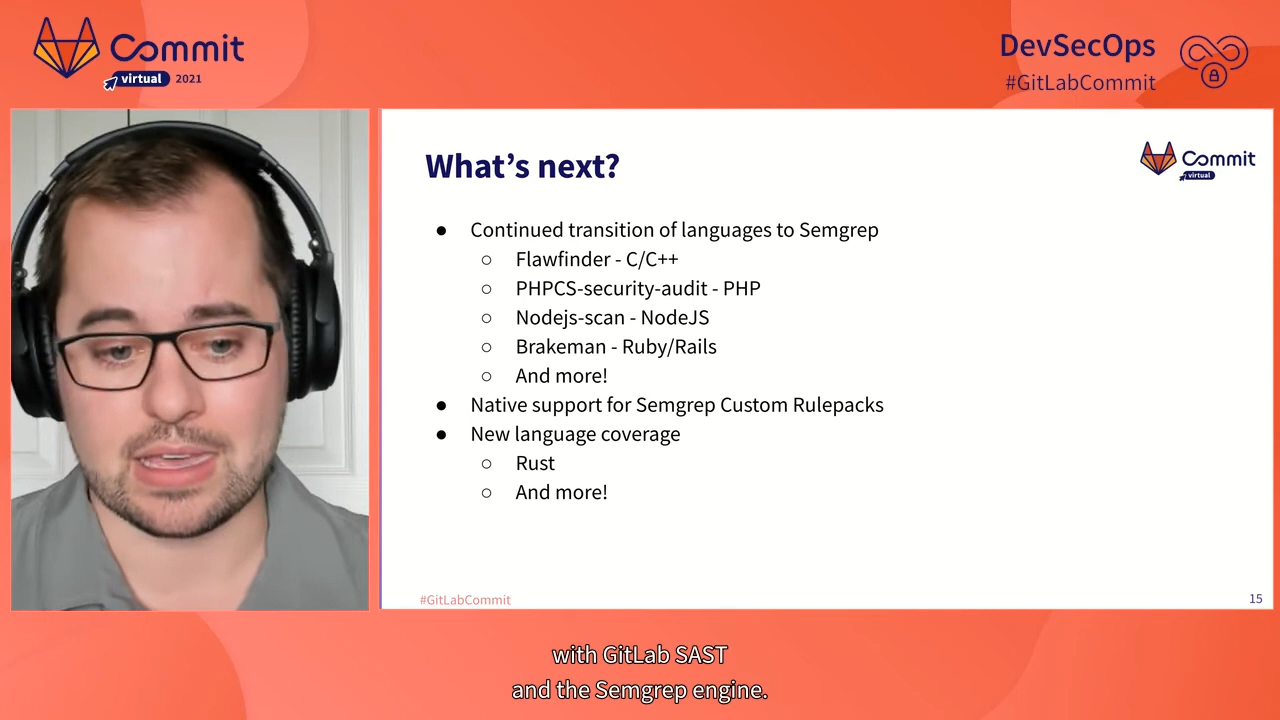 Commit
virtual 2021
DevSecOps
#GitLabCommit
What's next?
Commit
virtual
● Continued transition of languages to Semgrep
○ Flawfinder - C/C++
○ PHPCS-security-audit - PHP
○ Nodejs-scan - NodeJS
○ Brakeman - Ruby/Rails
○ And more!
● Native support for Semgrep Custom Rulepacks
● New language coverage
○ Rust
○ And more!
#GitLabCommit
15
with GitLab SAST
and the Semgrep engine.